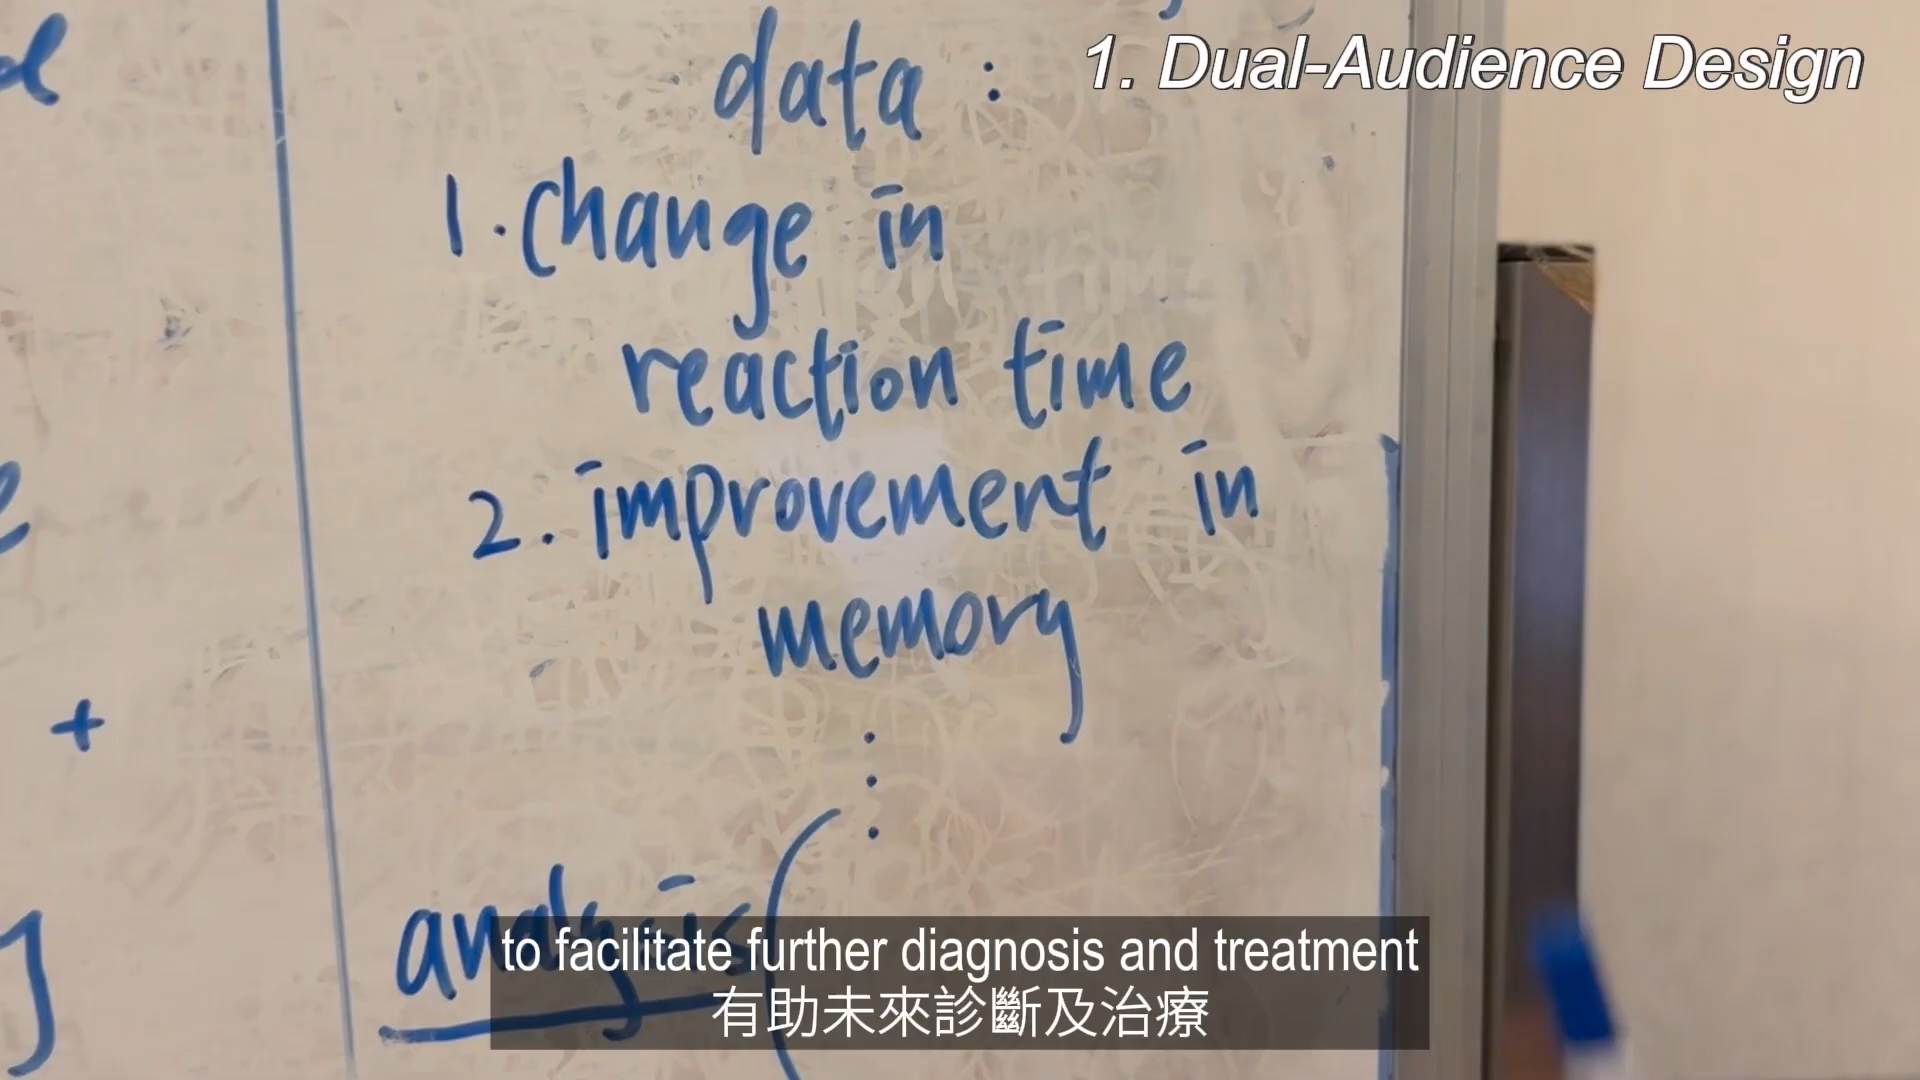 1. Dual-Audience Design
data :
1. change in
reaction time
2. improvement in
memory
analysis
to facilitate further diagnosis and treatment
有助未來診斷及治療